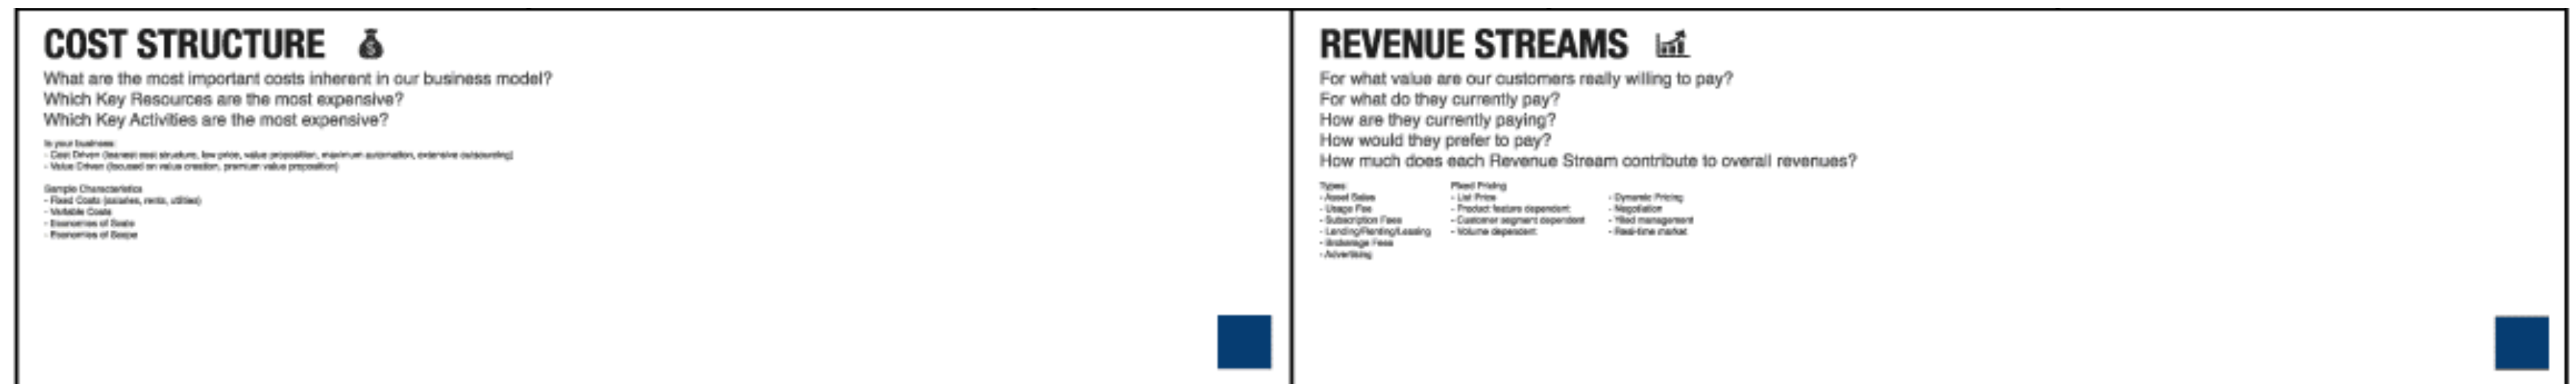 COST STRUCTURE
What are the most important costs inherent in our business model?
Which Key Resources are the most expensive?
Which Key Activities are the most expensive?
Is your business:
- Cost Driven (leanest cost structure, low price, value proposition, maximum automation, extensive outsourcing)
- Value Driven (focused on value creation, premium value proposition)
Sample Characteristics
- Fixed Costs (salaries, rents, utilities)
- Variable Costs
- Economies of Scale
- Economies of Scope
REVENUE STREAMS
For what value are our customers really willing to pay?
For what do they currently pay?
How are they currently paying?
How would they prefer to pay?
How much does each Revenue Stream contribute to overall revenues?
Types:
- Asset Sales
- Usage Fee
- Subscription Fees
- Lending/Renting/Leasing
- Brokerage Fees
- Advertising
Fixed Pricing
- List Price
- Product feature dependent
- Customer segment dependent
- Volume dependent
- Dynamic Pricing
- Negotiation
- Yiled management
- Real-time market